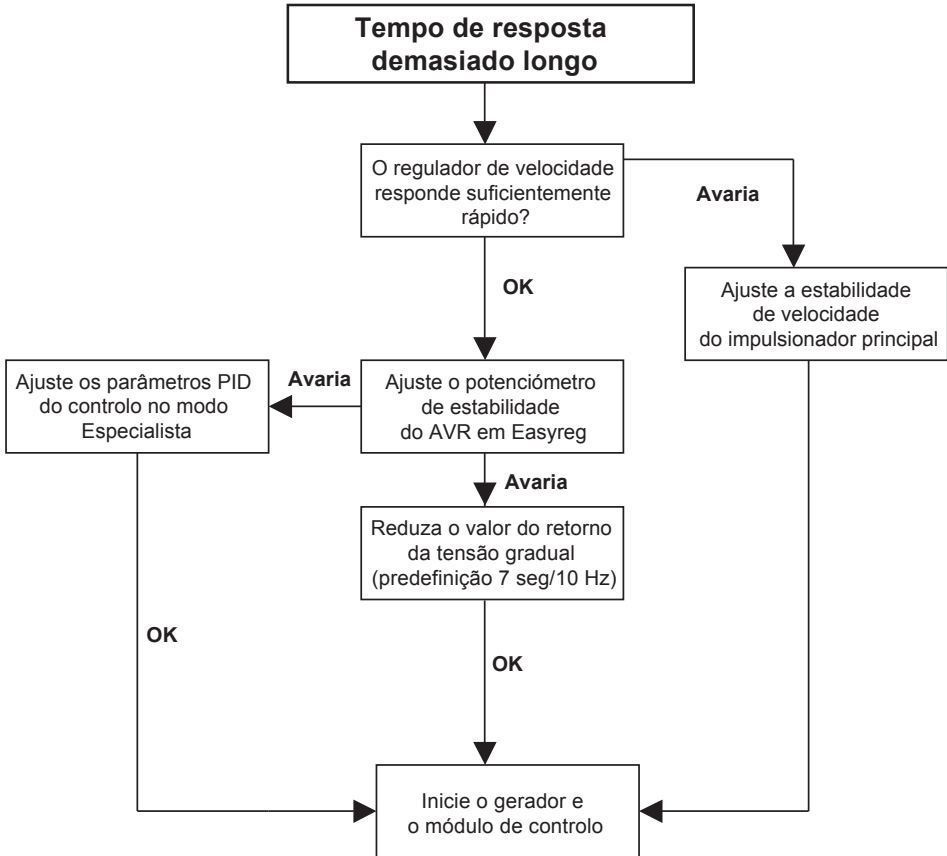 Tempo de resposta
demasiado longo
O regulador de velocidade
responde suficientemente
rápido?
Avaria
OK
Ajuste a estabilidade
de velocidade
do impulsionador principal
Ajuste os parâmetros PID
do controlo no modo
Especialista
Avaria
Ajuste o potenciómetro
de estabilidade
do AVR em Easyreg
Avaria
Reduza o valor do retorno
da tensão gradual
(predefinição 7 seg/10 Hz)
OK
OK
Inicie o gerador e
o módulo de controlo